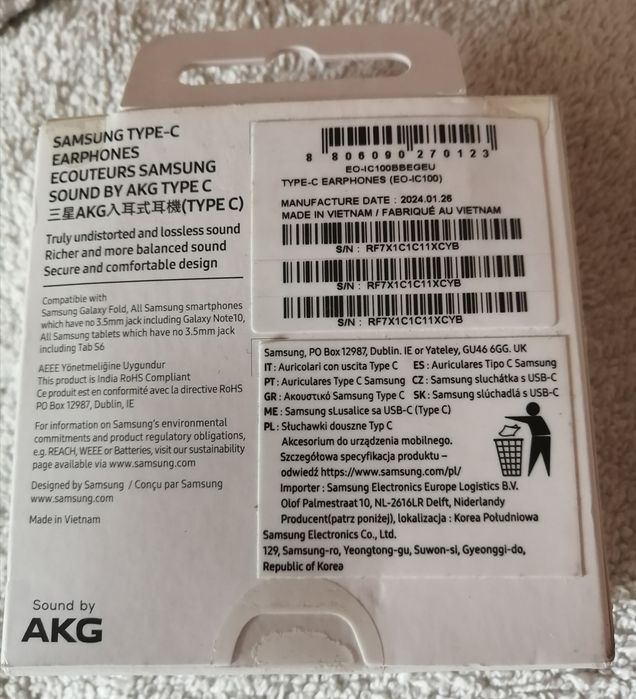 SAMSUNG TYPE-C
EARPHONES
ECOUTEURS SAMSUNG
SOUND BY AKG TYPE C
三星AKG入耳式耳機(TYPE C)
Truly undistorted and lossless sound
Richer and more balanced sound
Secure and comfortable design
Compatible with
Samsung Galaxy Fold, All Samsung smartphones
which have no 3.5mm jack including Galaxy Note10,
All Samsung tablets which have no 3.5mm jack
including Tab S6
AEEE Yönetmeliğine Uygundur
This product is India RoHS Compliant
Ce produit est en conformité avec la directive RoHS
PO Box 12987, Dublin, IE
For information on Samsung's environmental
commitments and product regulatory obligations,
e.g. REACH, WEEE or Batteries, visit our sustainability
page available via www.samsung.com
Designed by Samsung / Conçu par Samsung
www.samsung.com
Made in Vietnam
Sound by
AKG
8 806090 270123
EO-IC100BBEGEU
TYPE-C EARPHONES (EO-IC100)
MANUFACTURE DATE : 2024.01.26
MADE IN VIETNAM / FABRIQUÉ AU VIETNAM
S/N : RF7X1C1C11XCYB
S/N : RF7X1C1C11XCYB
S/N : RF7X1C1C11XCYB
Samsung, PO Box 12987, Dublin. IE or Yateley, GU46 6GG. UK
IT : Auricolari con uscita Type C ES : Auriculares Tipo C Samsung
PT : Auriculares Type C Samsung CZ : Samsung sluchátka s USB-C
GR : Ακουστικά Samsung Type C SK : Samsung slúchadlá s USB-C
ME : Samsung sLusalice sa USB-C (Type C)
PL : Słuchawki douszne Typ C
Akcesorium do urządzenia mobilnego.
Szczegółowa specyfikacja produktu –
odwiedź https://www.samsung.com/pl/
Importer : Samsung Electronics Europe Logistics B.V.
Olof Palmestraat 10, NL-2616LR Delft, Niderlandy
Producent(patrz poniżej), lokalizacja : Korea Południowa
Samsung Electronics Co., Ltd.
129, Samsung-ro, Yeongtong-gu, Suwon-si, Gyeonggi-do,
Republic of Korea